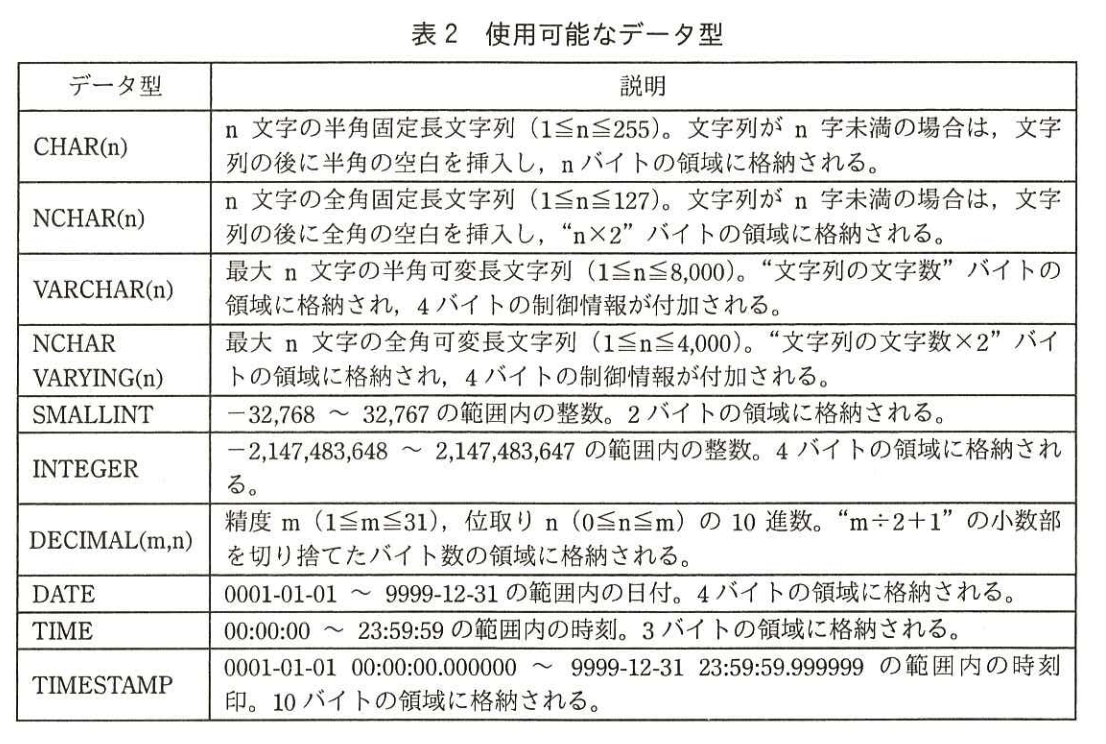 表2 使用可能なデータ型
データ型 説明
CHAR(n) n 文字の半角固定長文字列（1≦n≦255）。文字列が n 字未満の場合は，文字
列の後に半角の空白を挿入し，n バイトの領域に格納される。
NCHAR(n) n 文字の全角固定長文字列（1≦n≦127）。文字列が n 字未満の場合は，文字
列の後に全角の空白を挿入し，“n×2” バイトの領域に格納される。
VARCHAR(n) 最大 n 文字の半角可変長文字列（1≦n≦8,000）。“文字列の文字数” バイトの
領域に格納され，4 バイトの制御情報が付加される。
NCHAR
VARYING(n)
最大 n 文字の全角可変長文字列（1≦n≦4,000）。“文字列の文字数×2” バイ
トの領域に格納され，4 バイトの制御情報が付加される。
SMALLINT －32,768 ～ 32,767 の範囲内の整数。2 バイトの領域に格納される。
INTEGER －2,147,483,648 ～ 2,147,483,647 の範囲内の整数。4 バイトの領域に格納され
る。
DECIMAL(m,n) 精度 m（1≦m≦31），位取り n（0≦n≦m）の 10 進数。“m÷2＋1” の小数部
を切り捨てたバイト数の領域に格納される。
DATE 0001-01-01 ～ 9999-12-31 の範囲内の日付。4 バイトの領域に格納される。
TIME 00:00:00 ～ 23:59:59 の範囲内の時刻。3 バイトの領域に格納される。
TIMESTAMP 0001-01-01 00:00:00.000000 ～ 9999-12-31 23:59:59.999999 の範囲内の時刻
印。10 バイトの領域に格納される。